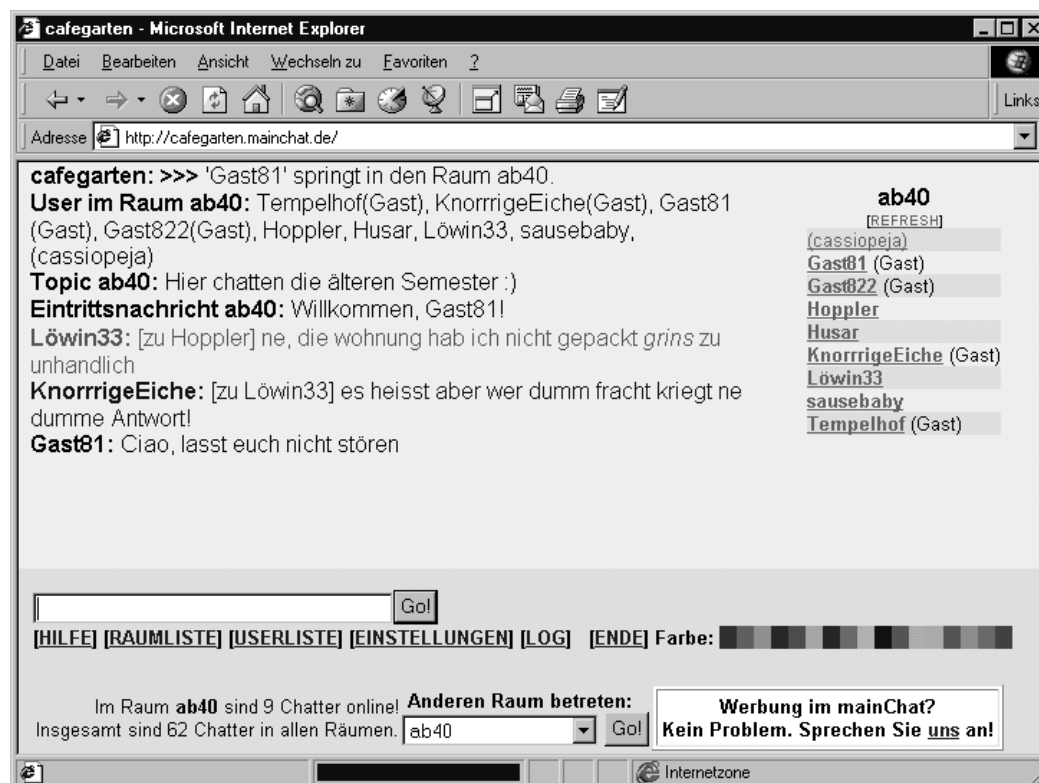 cafegarten - Microsoft Internet Explorer
Datei Bearbeiten Ansicht Wechseln zu Favoriten ?
Links
Adresse http://cafegarten.mainchat.de/
cafegarten: >>> 'Gast81' springt in den Raum ab40.
User im Raum ab40: Tempelhof(Gast), KnorrrigeEiche(Gast), Gast81
(Gast), Gast822(Gast), Hoppler, Husar, Löwin33, sausebaby,
(cassiopeja)
Topic ab40: Hier chatten die älteren Semester :)
Eintrittsnachricht ab40: Willkommen, Gast81!
Löwin33: [zu Hoppler] ne, die wohnung hab ich nicht gepackt grins zu
unhandlich
KnorrrigeEiche: [zu Löwin33] es heisst aber wer dumm fracht kriegt ne
dumme Antwort!
Gast81: Ciao, lasst euch nicht stören
ab40
[REFRESH]
(cassiopeja)
Gast81 (Gast)
Gast822 (Gast)
Hoppler
Husar
KnorrrigeEiche (Gast)
Löwin33
sausebaby
Tempelhof (Gast)
Go!
[HILFE] [RAUMLISTE] [USERLISTE] [EINSTELLUNGEN] [LOG] [ENDE] Farbe:
Im Raum ab40 sind 9 Chatter online!
Insgesamt sind 62 Chatter in allen Räumen.
Anderen Raum betreten:
ab40 Go!
Werbung im mainChat?
Kein Problem. Sprechen Sie uns an!
Internetzone